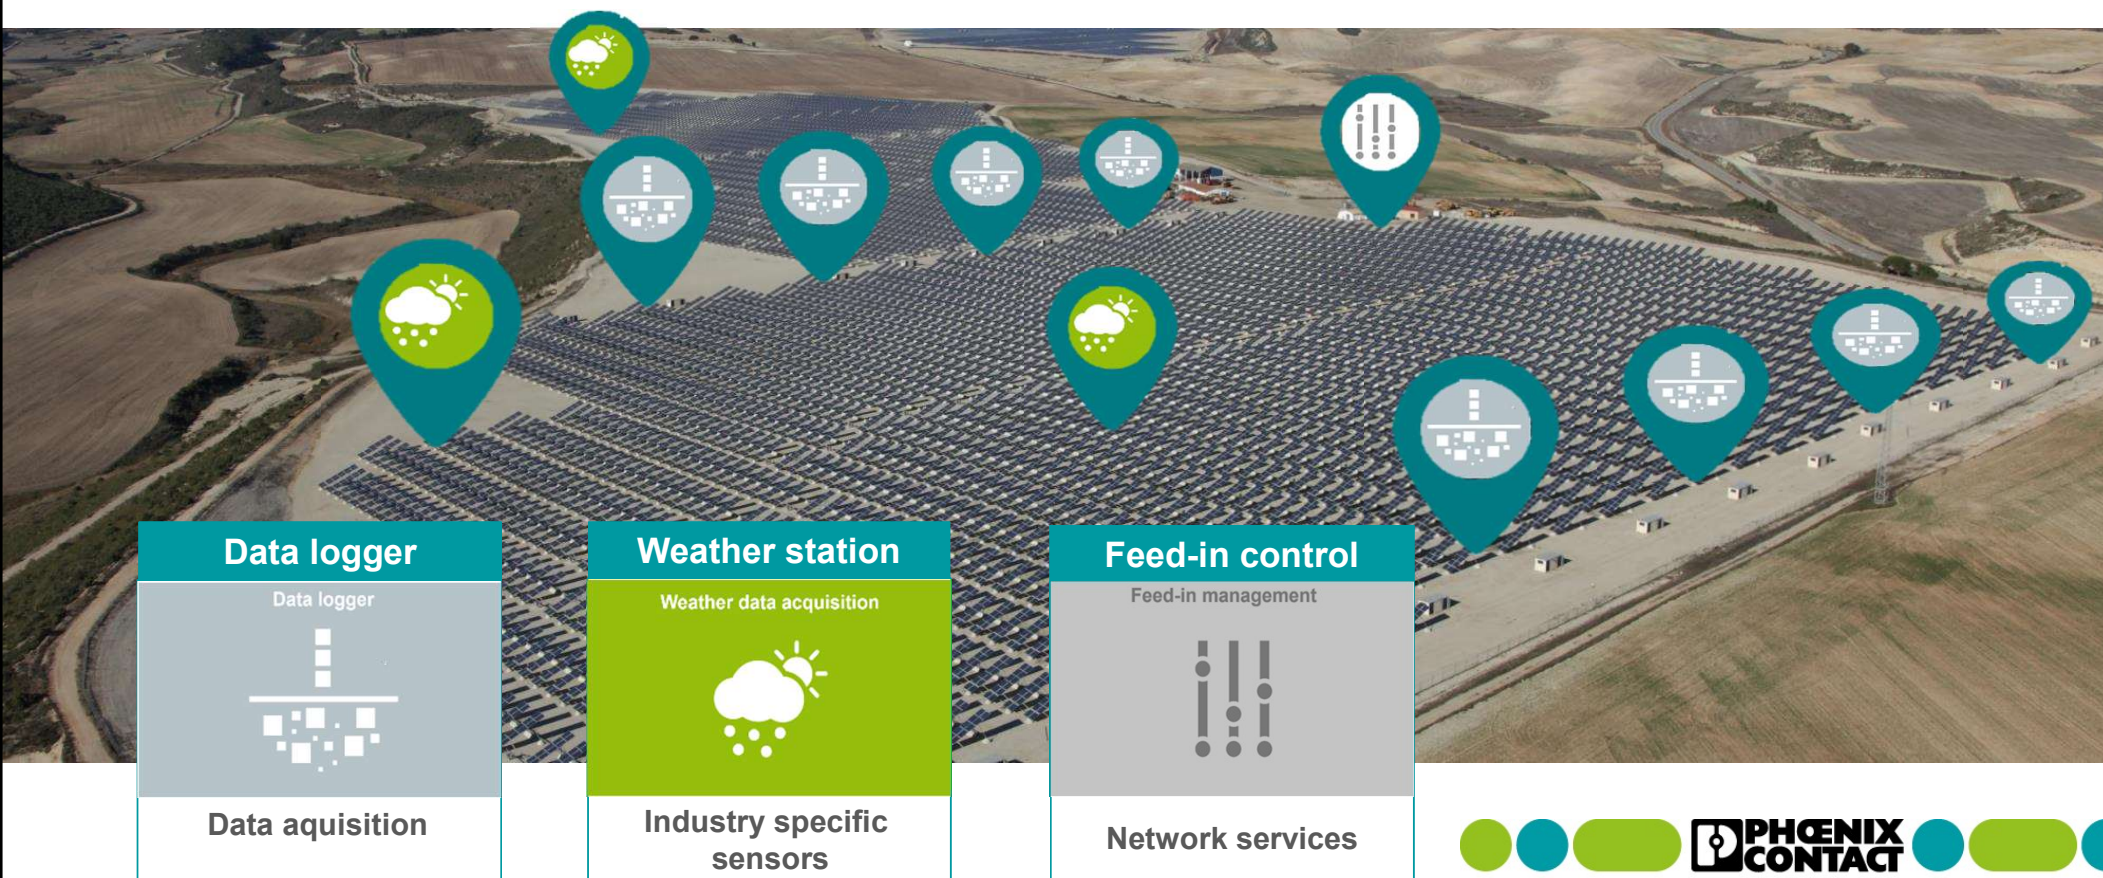 Data logger
Data logger
Data aquisition
Weather station
Weather data acquisition
Industry specific
sensors
Feed-in control
Feed-in management
Network services
PHŒNIX
CONTACT